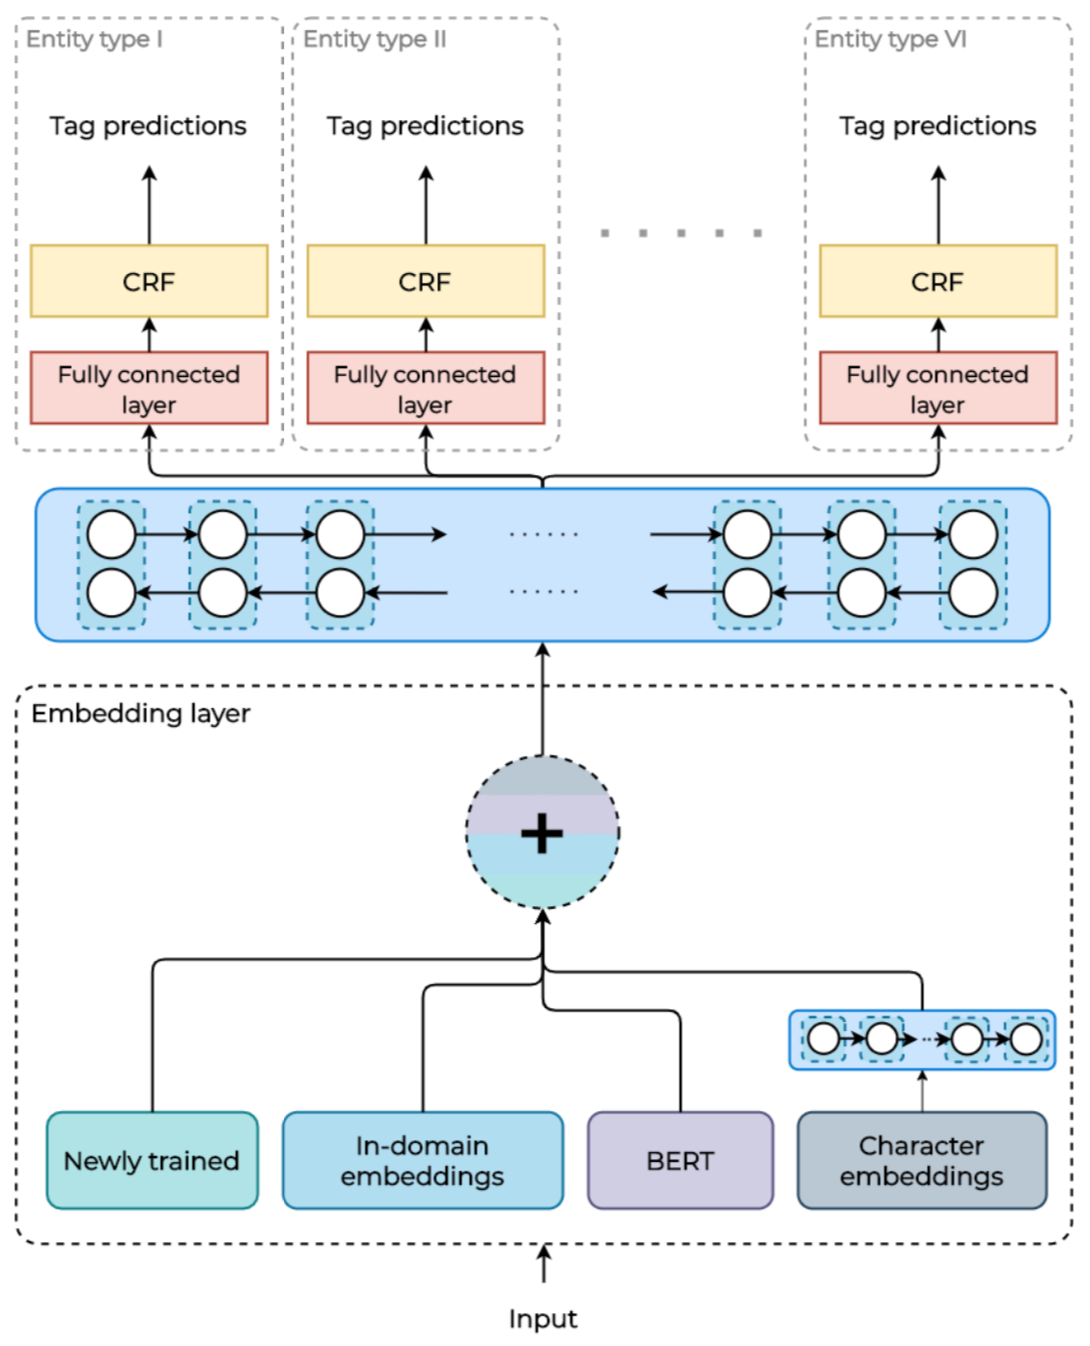 Entity type I
Entity type II
Entity type VI
Tag predictions
Tag predictions
Tag predictions
CRF
CRF
CRF
Fully connected
layer
Fully connected
layer
Fully connected
layer
Embedding layer
+
Newly trained
In-domain
embeddings
BERT
Character
embeddings
Input